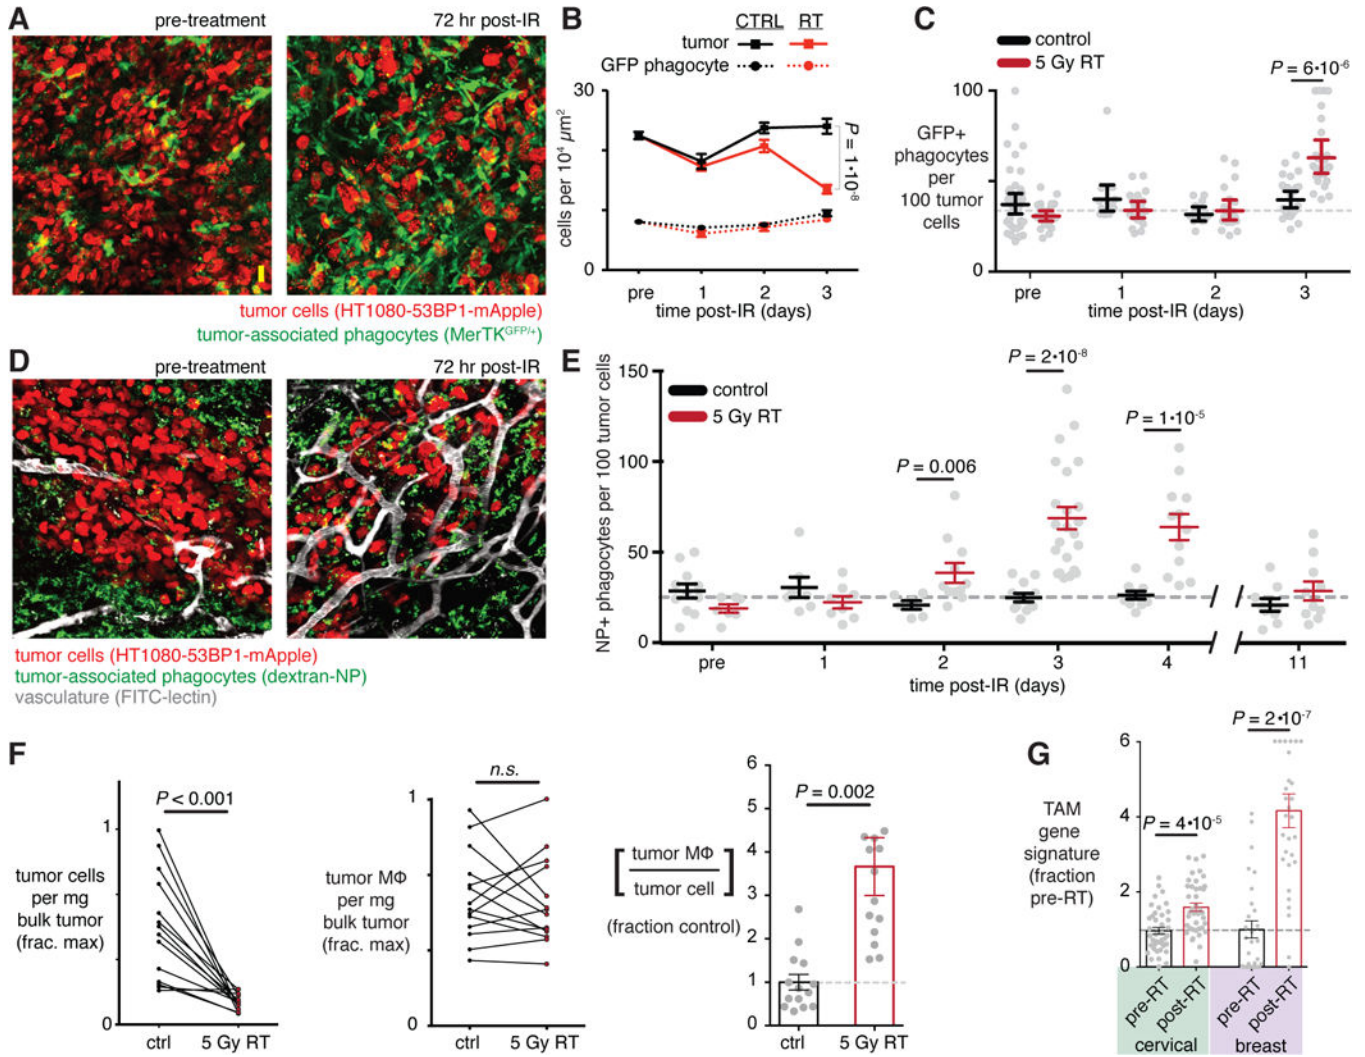 A
pre-treatment
72 hr post-IR
tumor cells (HT1080-53BP1-mApple)
tumor-associated phagocytes (MerTK^GFP/+)
B
CTRL RT
tumor
GFP phagocyte
30
cells per 10⁴ µm²
0
P = 1·10⁻⁸
pre 1 2 3
time post-IR (days)
C
control
5 Gy RT
P = 6·10⁻⁶
100
GFP+
phagocytes
per
100 tumor
cells
0
pre 1 2 3
time post-IR (days)
D
pre-treatment
72 hr post-IR
tumor cells (HT1080-53BP1-mApple)
tumor-associated phagocytes (dextran-NP)
vasculature (FITC-lectin)
E
control
5 Gy RT
NP+ phagocytes per 100 tumor cells
150
100
50
0
P = 0.006
P = 2·10⁻⁸
P = 1·10⁻⁵
pre 1 2 3 4 11
time post-IR (days)
F
P < 0.001
1
tumor cells
per mg
bulk tumor
(frac. max)
0
ctrl 5 Gy RT
n.s.
1
tumor MΦ
per mg
bulk tumor
(frac. max)
0
ctrl 5 Gy RT
tumor MΦ
tumor cell
(fraction control)
P = 0.002
6
5
4
3
2
1
0
ctrl 5 Gy RT
G
P = 2·10⁻⁷
P = 4·10⁻⁵
TAM
gene
signature
(fraction
pre-RT)
6
4
2
0
pre-RT post-RT pre-RT post-RT
cervical breast